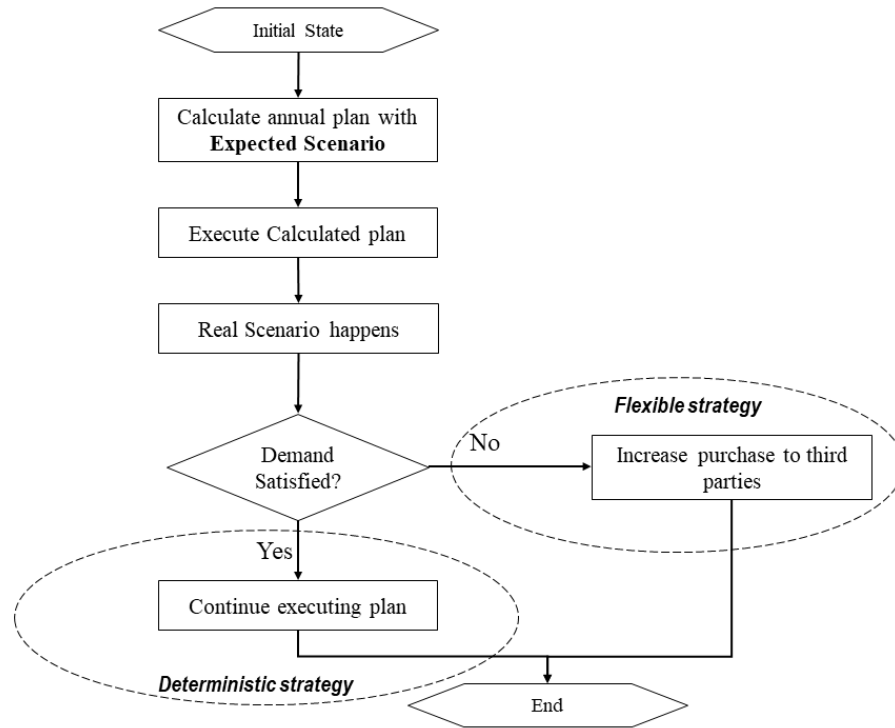 Initial State
Calculate annual plan with
Expected Scenario
Execute Calculated plan
Real Scenario happens
Demand
Satisfied?
No
Flexible strategy
Increase purchase to third
parties
Yes
Continue executing plan
Deterministic strategy
End